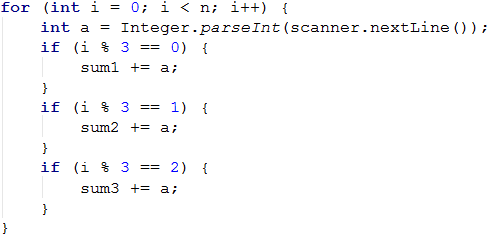 for (int i = 0; i < n; i++) {
    int a = Integer.parseInt(scanner.nextLine());
    if (i % 3 == 0) {
        sum1 += a;
    }
    if (i % 3 == 1) {
        sum2 += a;
    }
    if (i % 3 == 2) {
        sum3 += a;
    }
}